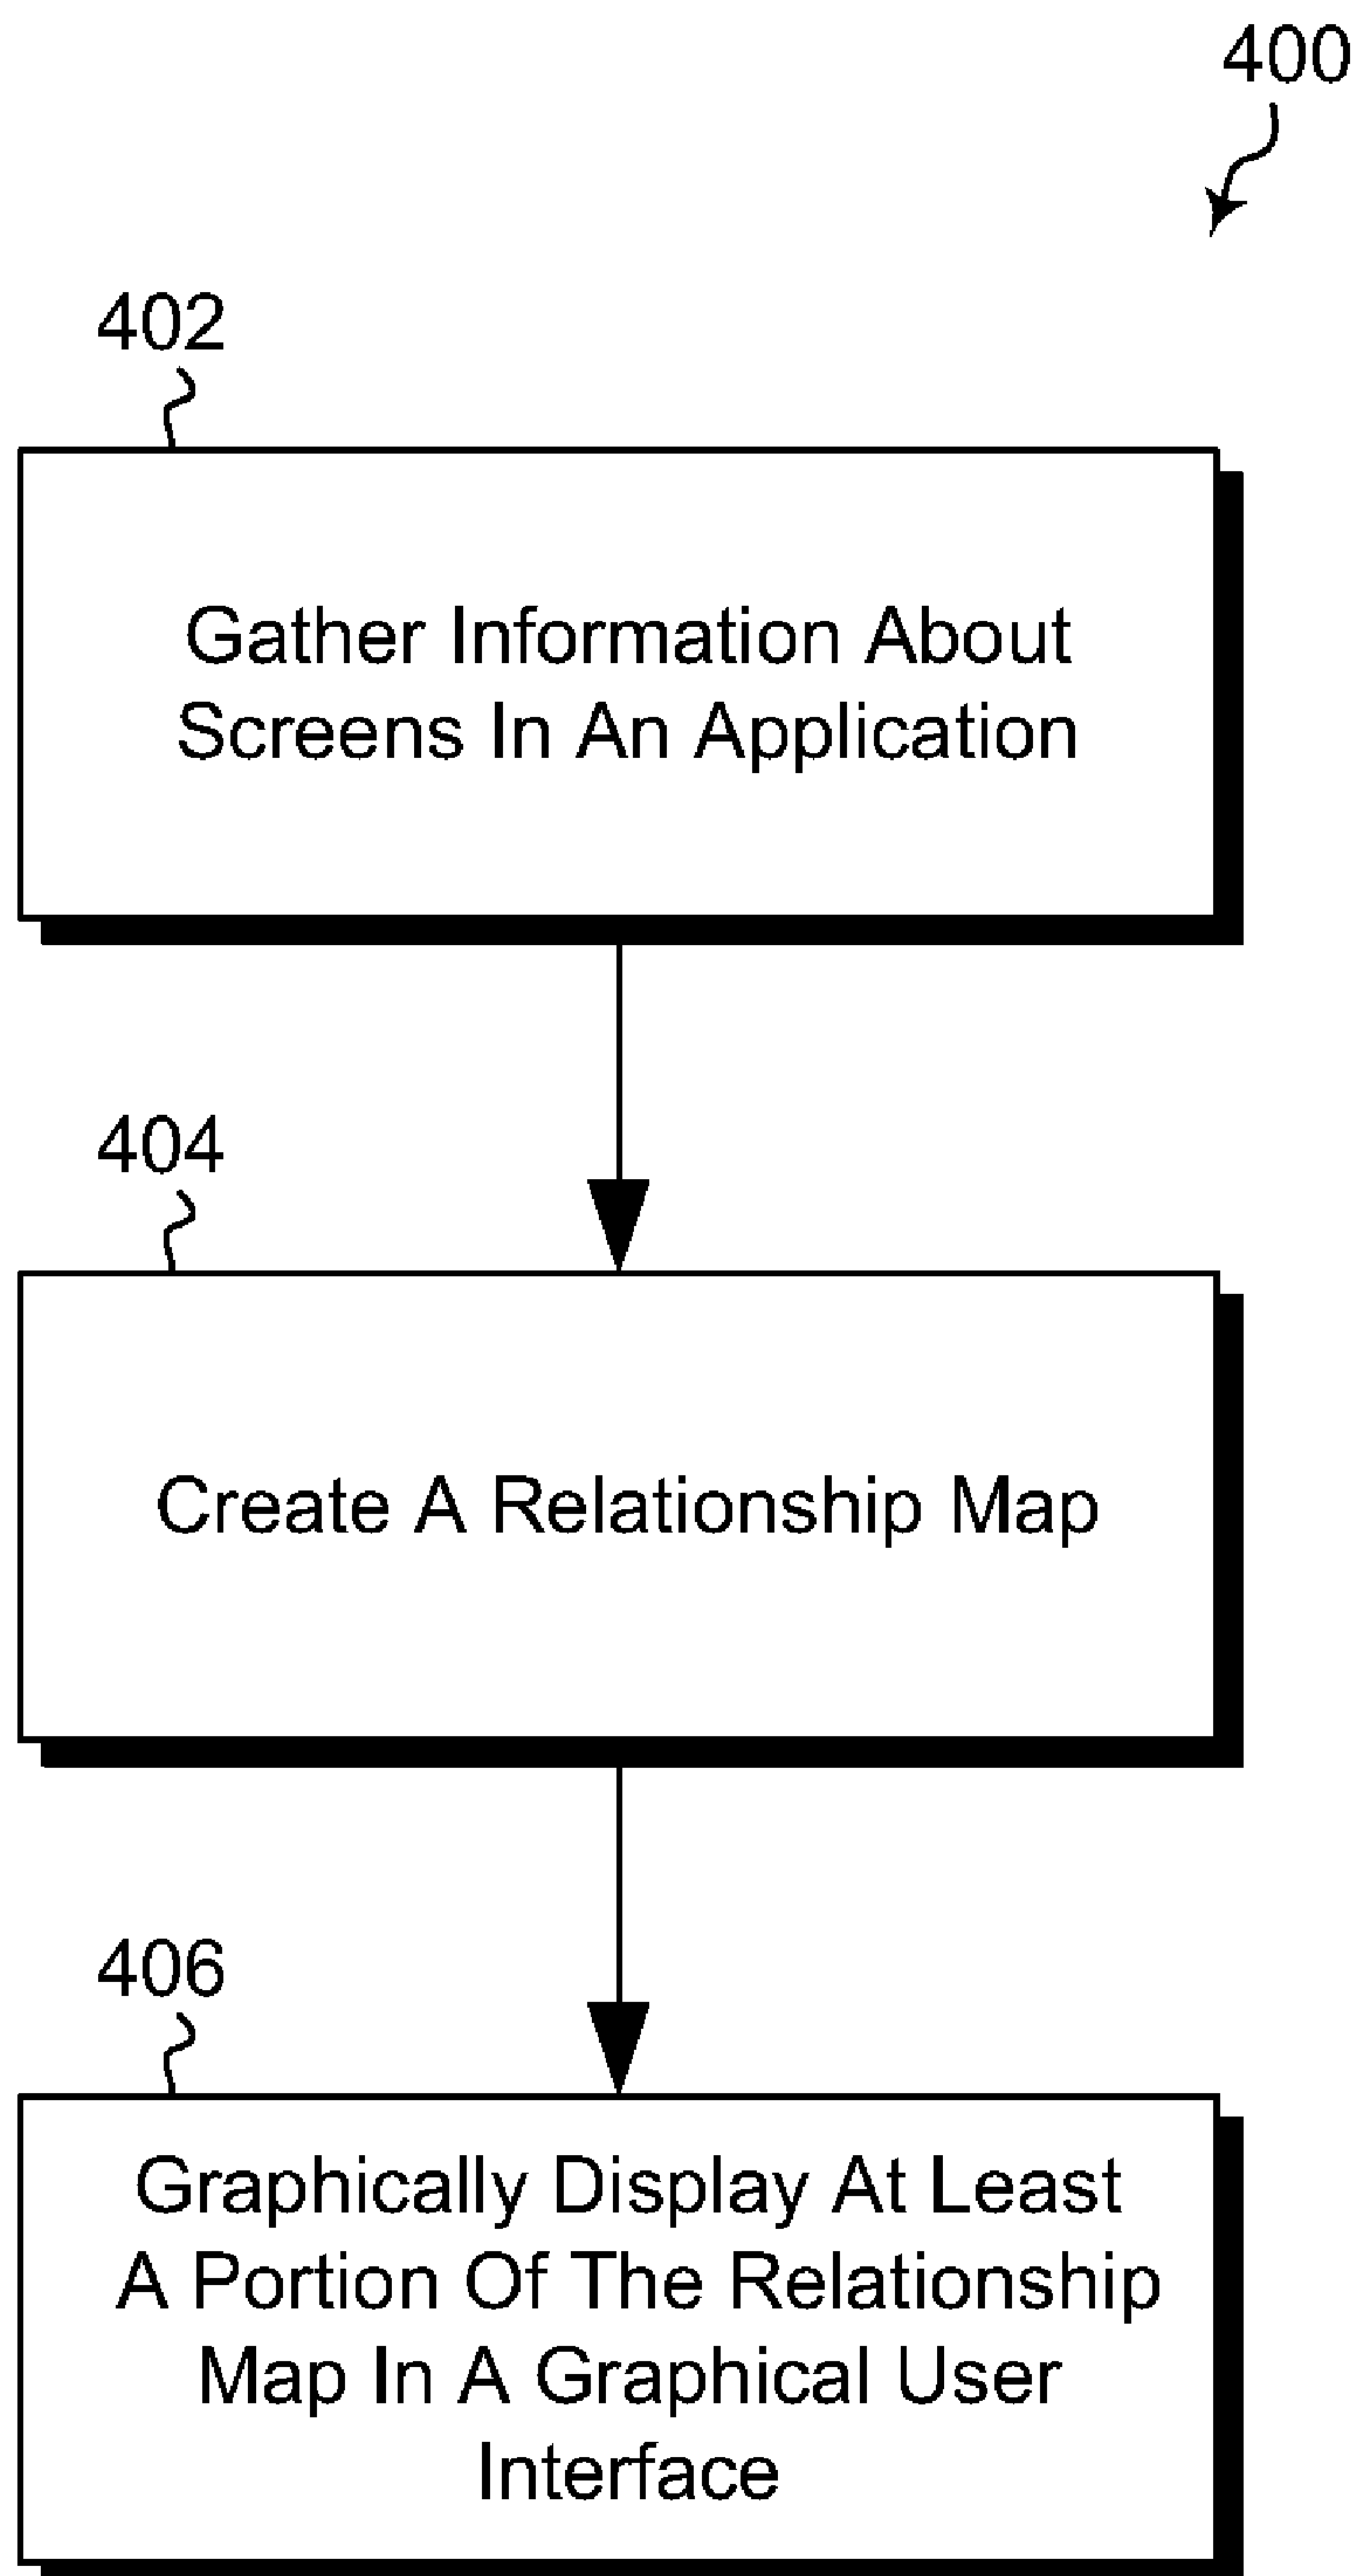 400
402
Gather Information About
Screens In An Application
404
Create A Relationship Map
406
Graphically Display At Least
A Portion Of The Relationship
Map In A Graphical User
Interface